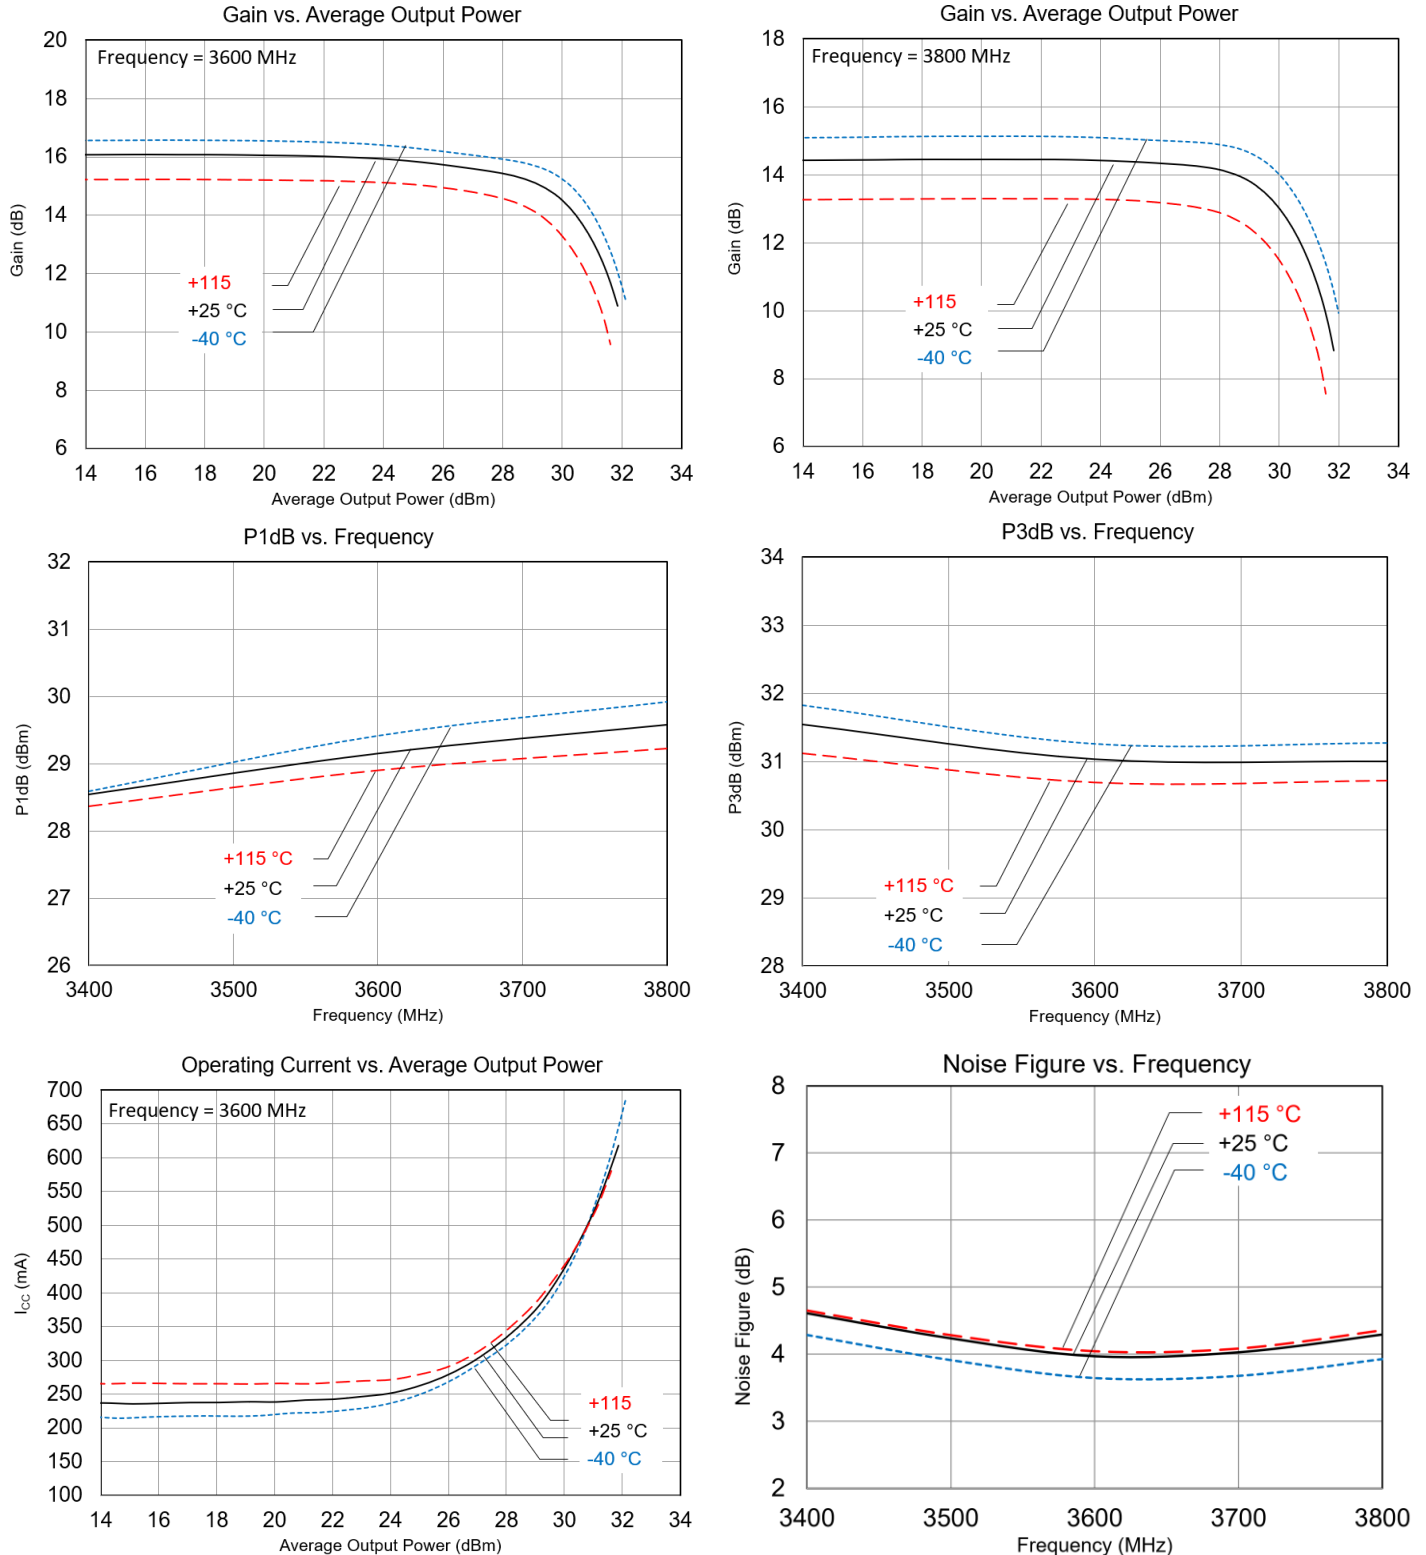 Gain vs. Average Output Power
Frequency = 3600 MHz
Gain (dB)
20
18
16
14
12
10
8
6
+115
+25 °C
-40 °C
14 16 18 20 22 24 26 28 30 32 34
Average Output Power (dBm)
Gain vs. Average Output Power
Frequency = 3800 MHz
Gain (dB)
18
16
14
12
10
8
6
+115
+25 °C
-40 °C
14 16 18 20 22 24 26 28 30 32 34
Average Output Power (dBm)
P1dB vs. Frequency
P1dB (dBm)
32
31
30
29
28
27
26
+115 °C
+25 °C
-40 °C
3400 3500 3600 3700 3800
Frequency (MHz)
P3dB vs. Frequency
P3dB (dBm)
34
33
32
31
30
29
28
+115 °C
+25 °C
-40 °C
3400 3500 3600 3700 3800
Frequency (MHz)
Operating Current vs. Average Output Power
Frequency = 3600 MHz
ICC (mA)
700
650
600
550
500
450
400
350
300
250
200
150
100
+115
+25 °C
-40 °C
14 16 18 20 22 24 26 28 30 32 34
Average Output Power (dBm)
Noise Figure vs. Frequency
Noise Figure (dB)
8
7
6
5
4
3
2
+115 °C
+25 °C
-40 °C
3400 3500 3600 3700 3800
Frequency (MHz)